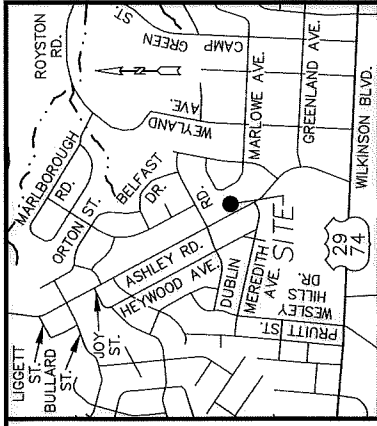 ROYSTON
RD.
CAMP GREEN
ST.
MARLBOROUGH
RD.
ORTON ST.
BELFAST
DR.
WEYLAND
AVE.
MARLOWE AVE.
GREENLAND AVE.
WILKINSON BLVD.
LIGGETT
ST.
BULLARD
ST.
JOY
ST.
ASHLEY RD.
HEYWOOD AVE.
DUBLIN
RD.
MEREDITH
AVE.
SITE
WESLEY
HILLS
DR.
PRUITT ST.
29
74